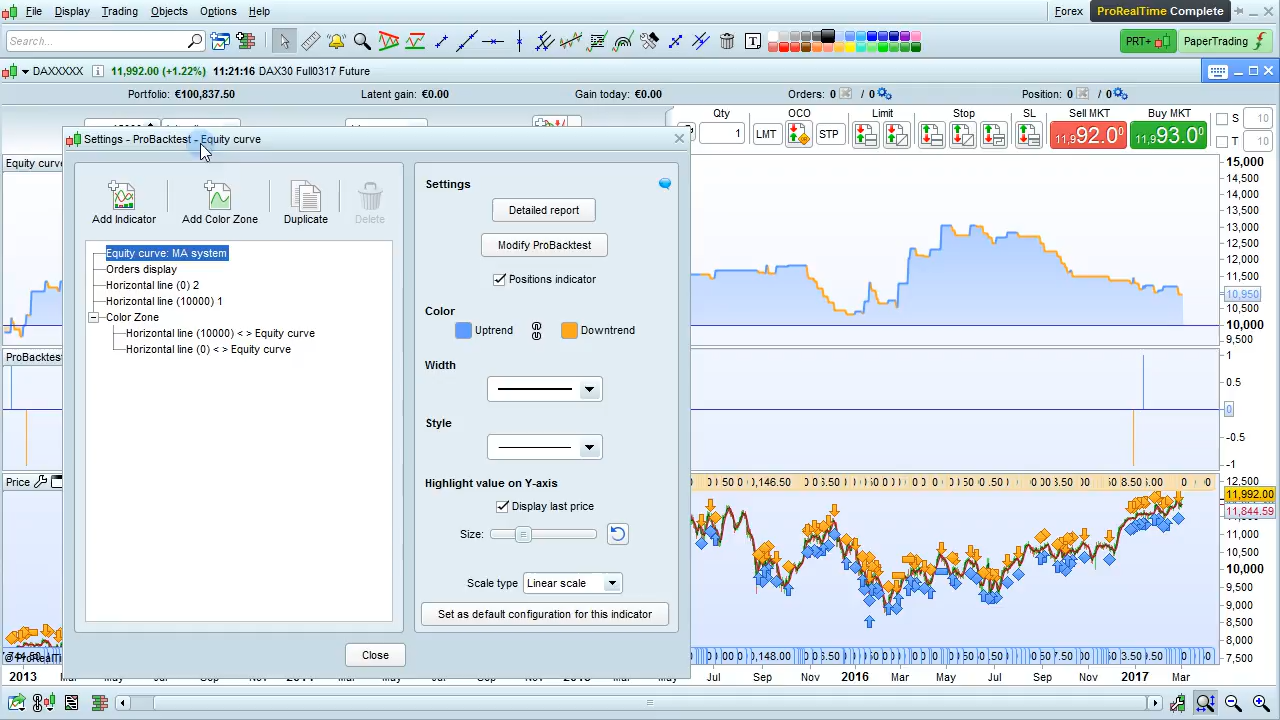 File Display Trading Options Help Forex ProRealTime Complete
Search... T PRT+ PaperTrading
DAXXXXX 11,992.00 (+1.22%) 11:21:16 DAX30 Full0317 Future
Portfolio: €100,837.50 Latent gain: €0.00 Gain today: €0.00 Orders: 0 / 0 Position: 0 / 0
Qty OCO Limit Stop SL Sell MKT Buy MKT
1 LMT STP 11,992.00 11,993.00 S 10
T 10
Settings - ProBacktest - Equity curve
Equity curve
Add Indicator Add Color Zone Duplicate Delete
Equity curve: MA system
Orders display
Horizontal line (0) 2
Horizontal line (10000) 1
Color Zone
Horizontal line (10000) < > Equity curve
Horizontal line (0) < > Equity curve
Settings
Detailed report
Modify ProBacktest
Positions indicator
Color
Uptrend Downtrend
Width
Style
Highlight value on Y-axis
Display last price
Size:
Scale type Linear scale
Set as default configuration for this indicator
Close
15,000
14,500
14,000
13,500
13,000
12,500
12,000
11,500
10,950
10,000
9,500
ProBacktest
1
0.5
0
-0.5
-1
Price
12,500
11,992.00
11,844.59
11,000
10,500
10,000
9,500
9,000
8,500
8,000
7,500
2013 Jul Sep Nov 2016 Mar May Jul Sep Nov 2017 Mar